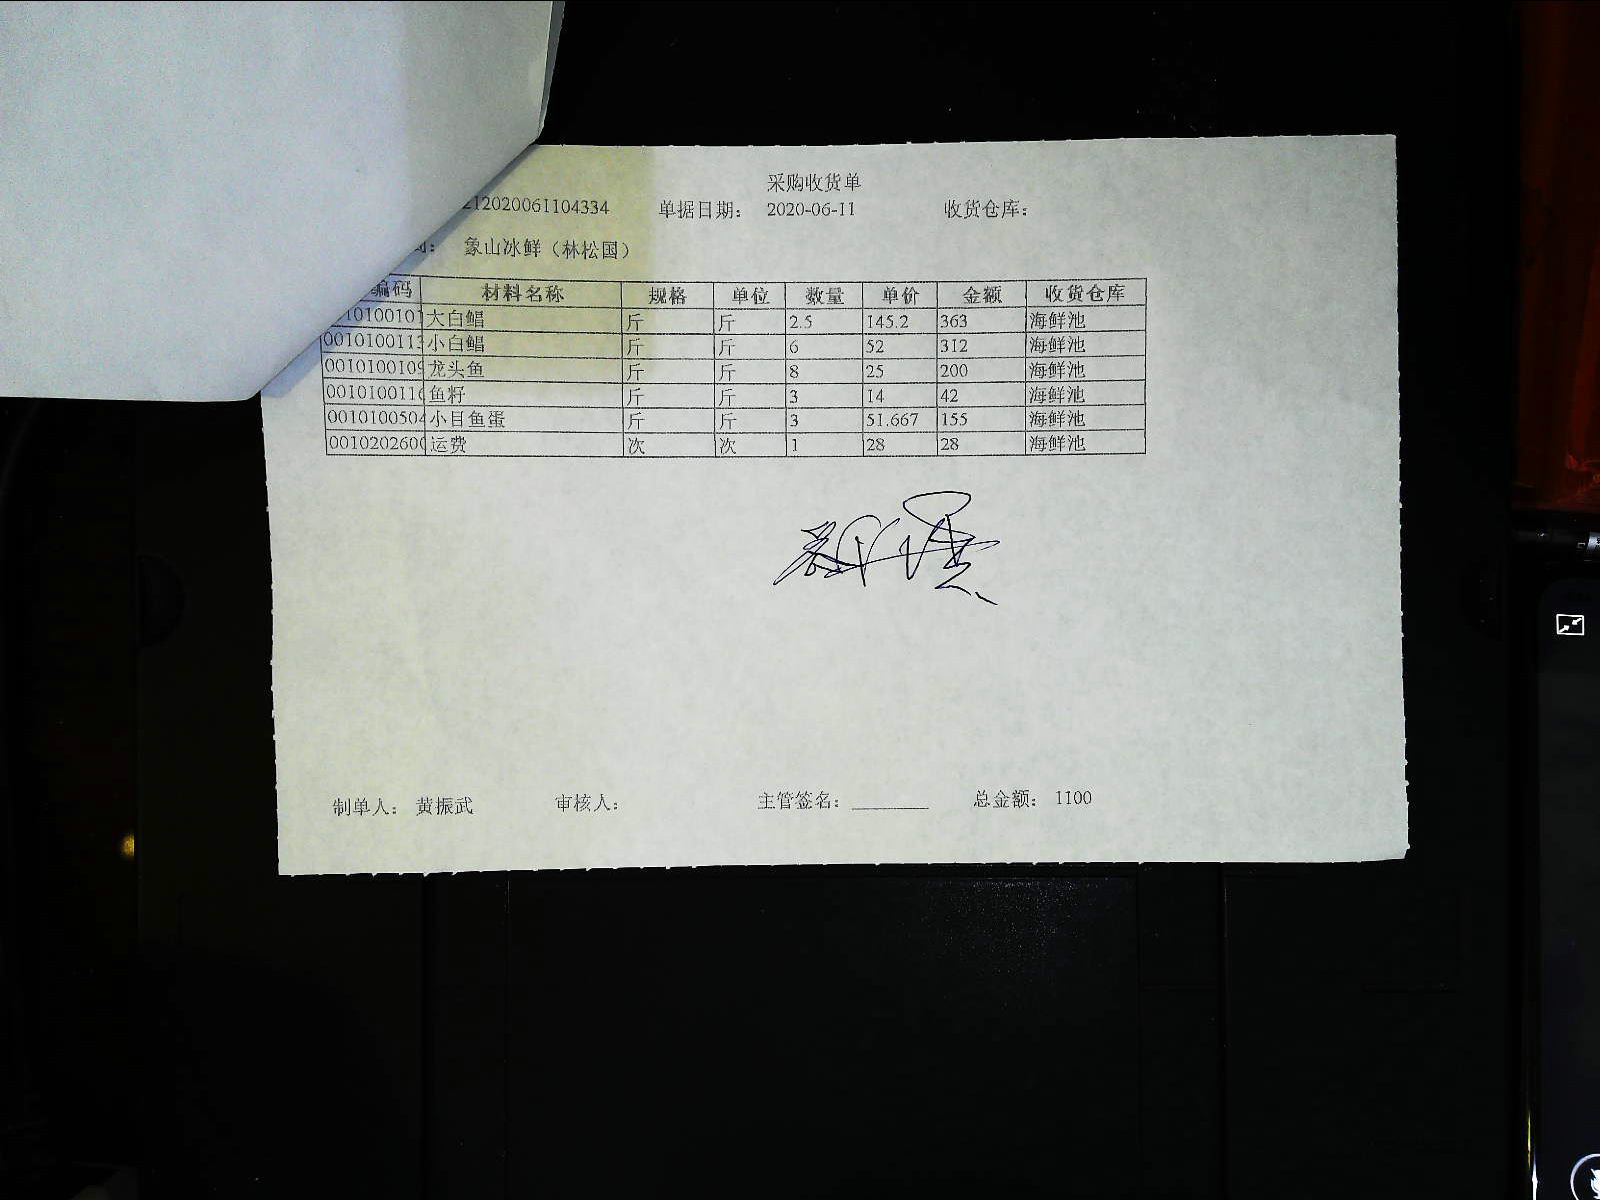 采购收货单
212020061104334 单据日期： 2020-06-11 收货仓库：
： 象山冰鲜（林松国）
编码 材料名称 规格 单位 数量 单价 金额 收货仓库
010100101 大白鲳 斤 斤 2.5 145.2 363 海鲜池
0010100113 小白鲳 斤 斤 6 52 312 海鲜池
0010100109 龙头鱼 斤 斤 8 25 200 海鲜池
0010100116 鱼籽 斤 斤 3 14 42 海鲜池
0010100504 小目鱼蛋 斤 斤 3 51.667 155 海鲜池
0010202600 运费 次 次 1 28 28 海鲜池
制单人： 黄振武 审核人： 主管签名： 总金额： 1100